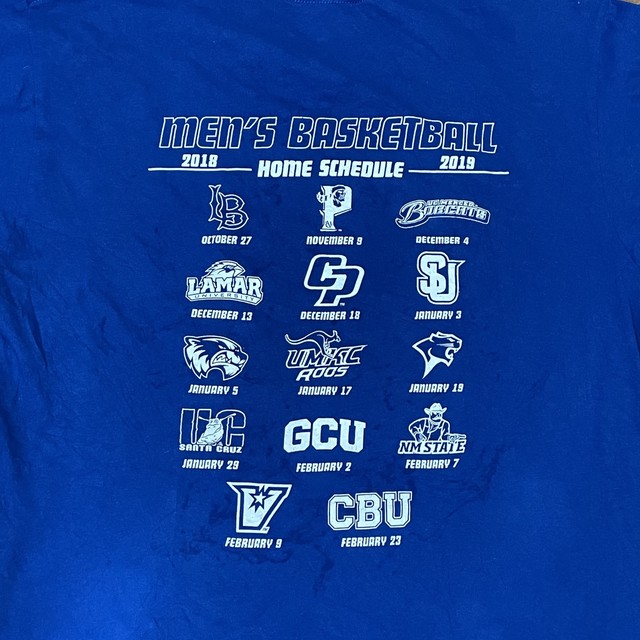 MEN'S BASKETBALL
2018 HOME SCHEDULE 2019
LB P UC MERCED BOBCATS
OCTOBER 27 NOVEMBER 9 DECEMBER 4
LAMAR UNIVERSITY CP SU
DECEMBER 13 DECEMBER 18 JANUARY 3
UMKC
ROOS
JANUARY 5 JANUARY 17 JANUARY 19
UC SANTA CRUZ GCU NM STATE
JANUARY 29 FEBRUARY 2 FEBRUARY 7
V CBU
FEBRUARY 9 FEBRUARY 23